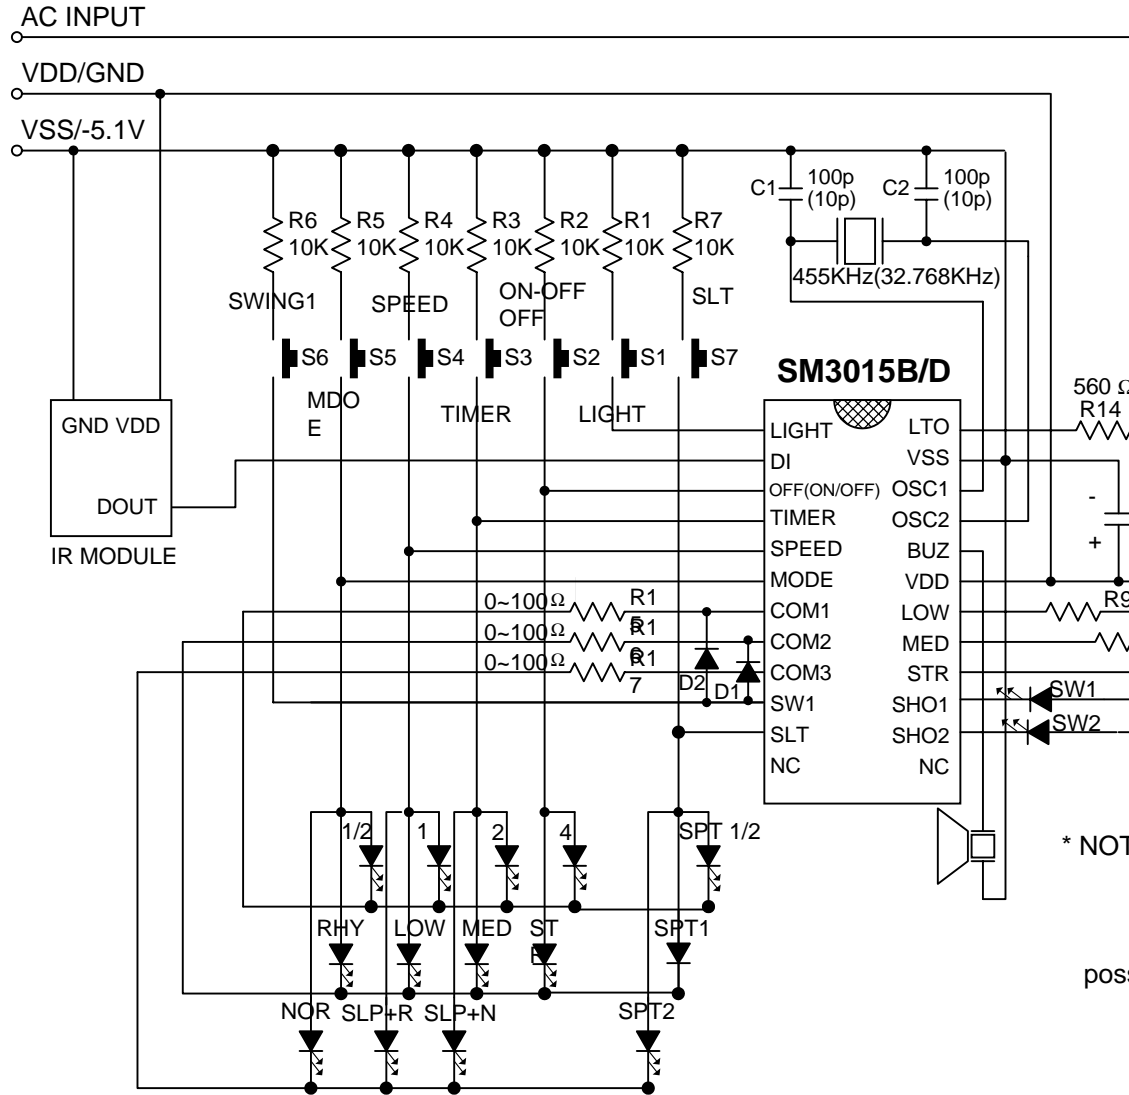 AC INPUT
VDD/GND
VSS/-5.1V
C1 100p (10p) C2 100p (10p)
R6 10K R5 10K R4 10K R3 10K R2 10K R1 10K R7 10K
455KHz(32.768KHz)
SWING1 SPEED ON-OFF OFF SLT
S6 S5 S4 S3 S2 S1 S7
SM3015B/D
MDO E TIMER LIGHT
560 Ω
R14
GND VDD
DOUT
IR MODULE
LIGHT LTO
DI VSS
OFF(ON/OFF) OSC1
TIMER OSC2
SPEED BUZ
MODE VDD
COM1 LOW
COM2 MED
COM3 STR
SW1 SHO1
SLT SHO2
NC NC
-
+
R9
0~100Ω R1 5
0~100Ω R1 6
0~100Ω R1 7
D2 D1
SW1
SW2
1/2 1 2 4 SPT 1/2
* NOT
RHY LOW MED ST R SPT1
poss
NOR SLP+R SLP+N SPT2